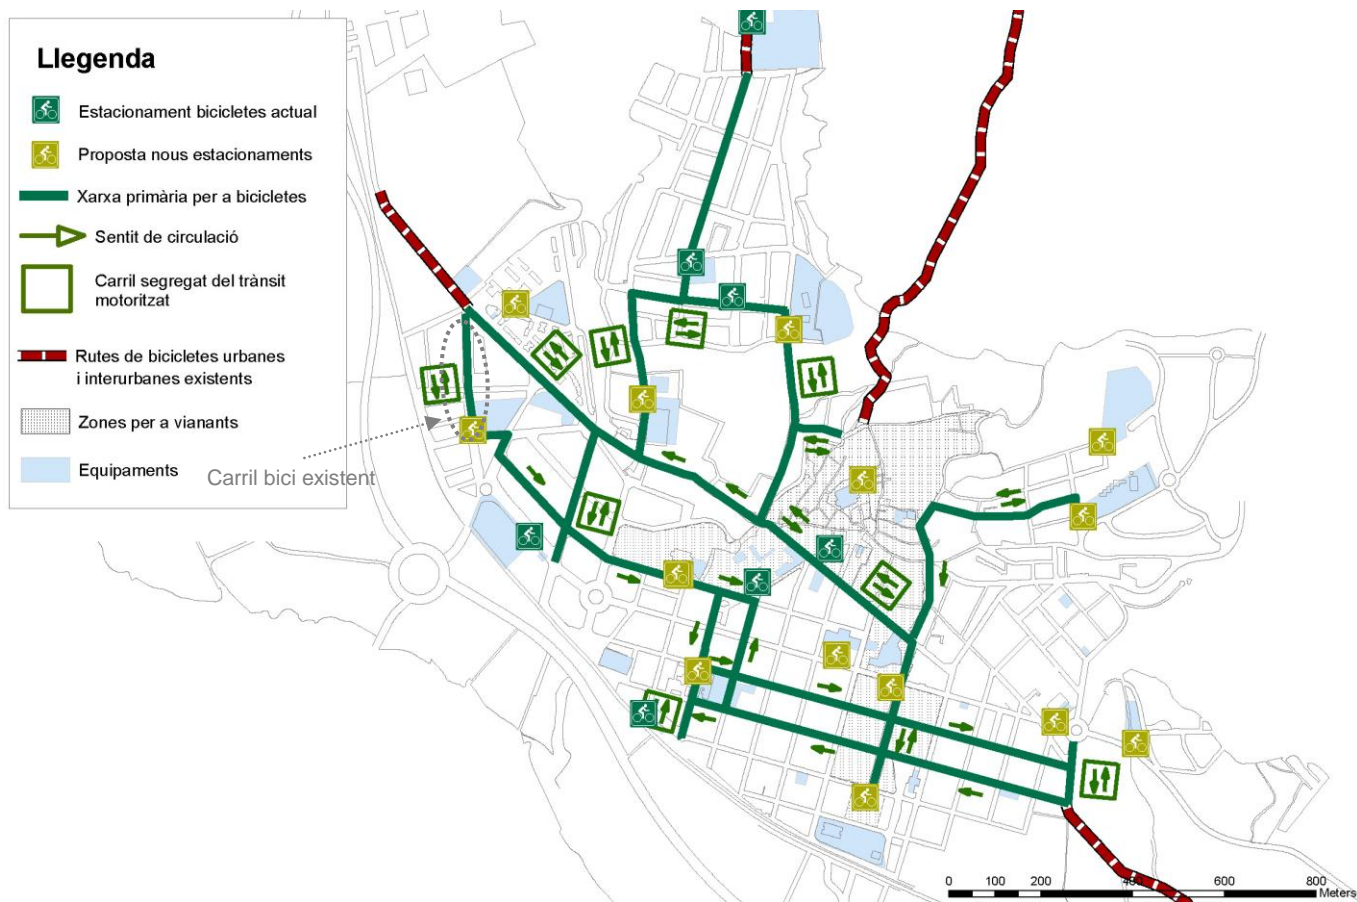 Llegenda
Estacionament bicicletes actual
Proposta nous estacionaments
Xarxa primària per a bicicletes
Sentit de circulació
Carril segregat del trànsit
motoritzat
Rutes de bicicletes urbanes
i interurbanes existents
Zones per a vianants
Equipaments
Carril bici existent
0 100 200 400 600 800
Meters